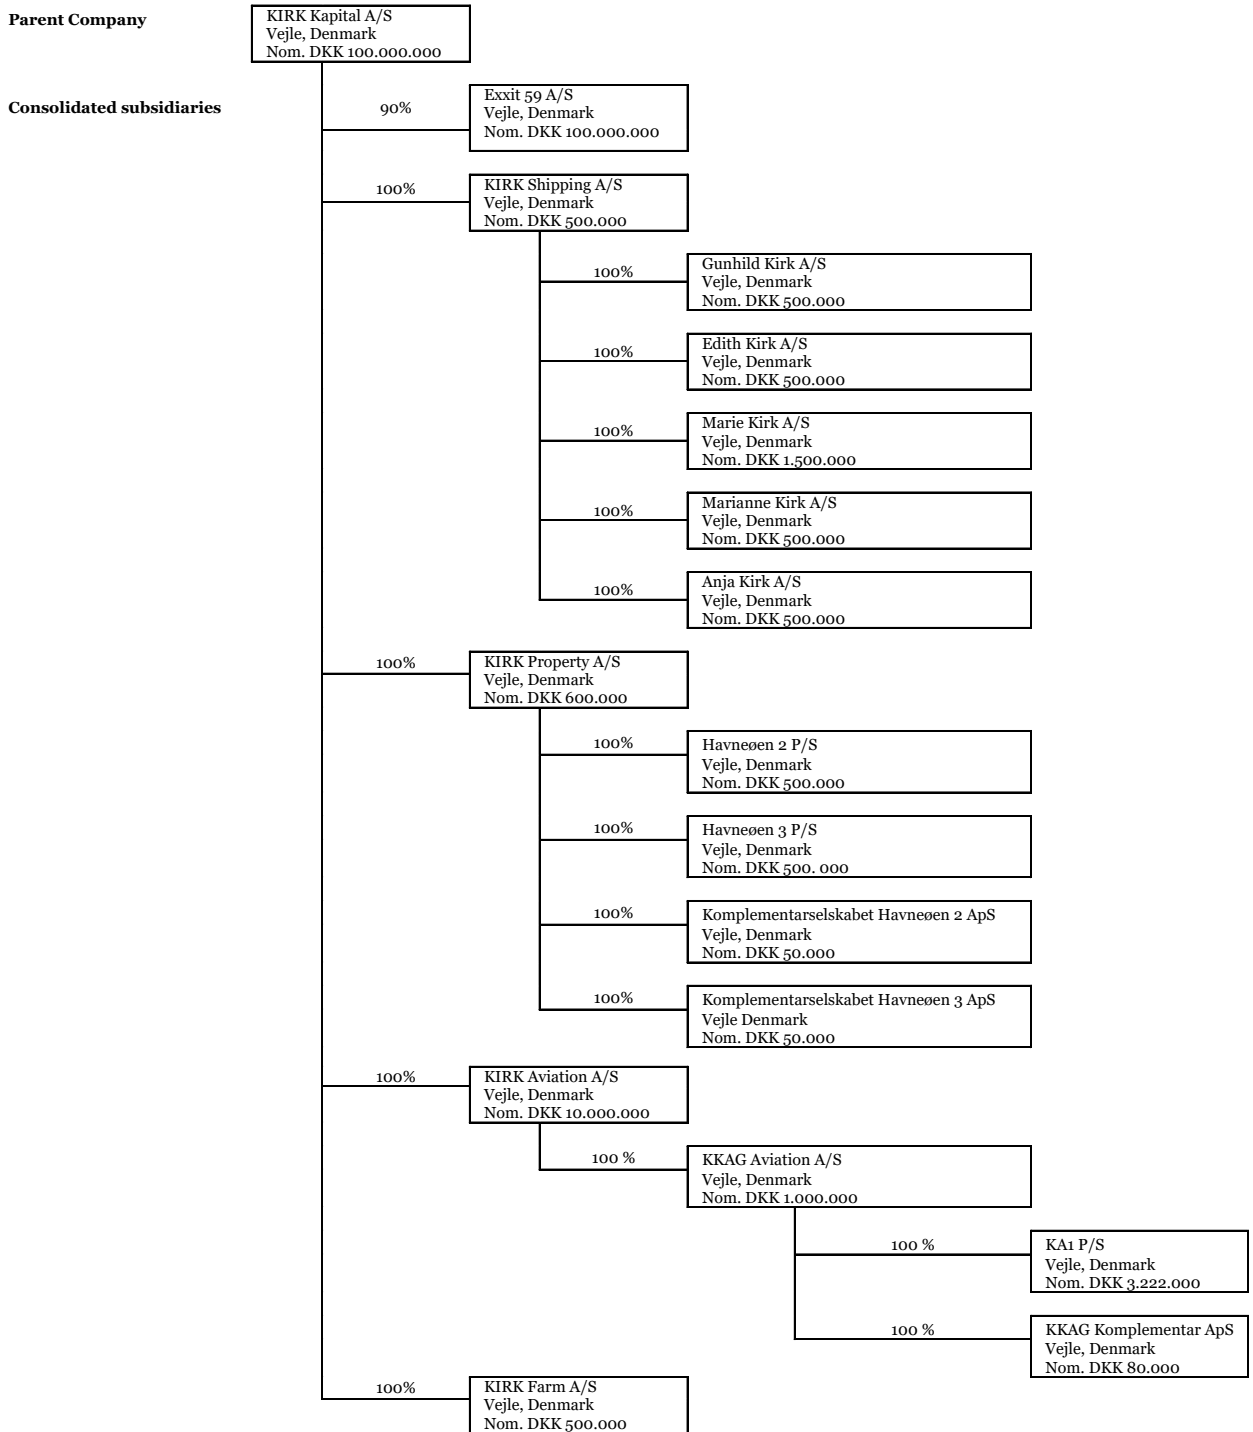 Parent Company
KIRK Kapital A/S
Vejle, Denmark
Nom. DKK 100.000.000
Consolidated subsidiaries
90%
Exxit 59 A/S
Vejle, Denmark
Nom. DKK 100.000.000
100%
KIRK Shipping A/S
Vejle, Denmark
Nom. DKK 500.000
100%
Gunhild Kirk A/S
Vejle, Denmark
Nom. DKK 500.000
100%
Edith Kirk A/S
Vejle, Denmark
Nom. DKK 500.000
100%
Marie Kirk A/S
Vejle, Denmark
Nom. DKK 1.500.000
100%
Marianne Kirk A/S
Vejle, Denmark
Nom. DKK 500.000
100%
Anja Kirk A/S
Vejle, Denmark
Nom. DKK 500.000
100%
KIRK Property A/S
Vejle, Denmark
Nom. DKK 600.000
100%
Havneøen 2 P/S
Vejle, Denmark
Nom. DKK 500.000
100%
Havneøen 3 P/S
Vejle, Denmark
Nom. DKK 500. 000
100%
Komplementarselskabet Havneøen 2 ApS
Vejle, Denmark
Nom. DKK 50.000
100%
Komplementarselskabet Havneøen 3 ApS
Vejle Denmark
Nom. DKK 50.000
100%
KIRK Aviation A/S
Vejle, Denmark
Nom. DKK 10.000.000
100 %
KKAG Aviation A/S
Vejle, Denmark
Nom. DKK 1.000.000
100 %
KA1 P/S
Vejle, Denmark
Nom. DKK 3.222.000
100 %
KKAG Komplementar ApS
Vejle, Denmark
Nom. DKK 80.000
100%
KIRK Farm A/S
Vejle, Denmark
Nom. DKK 500.000